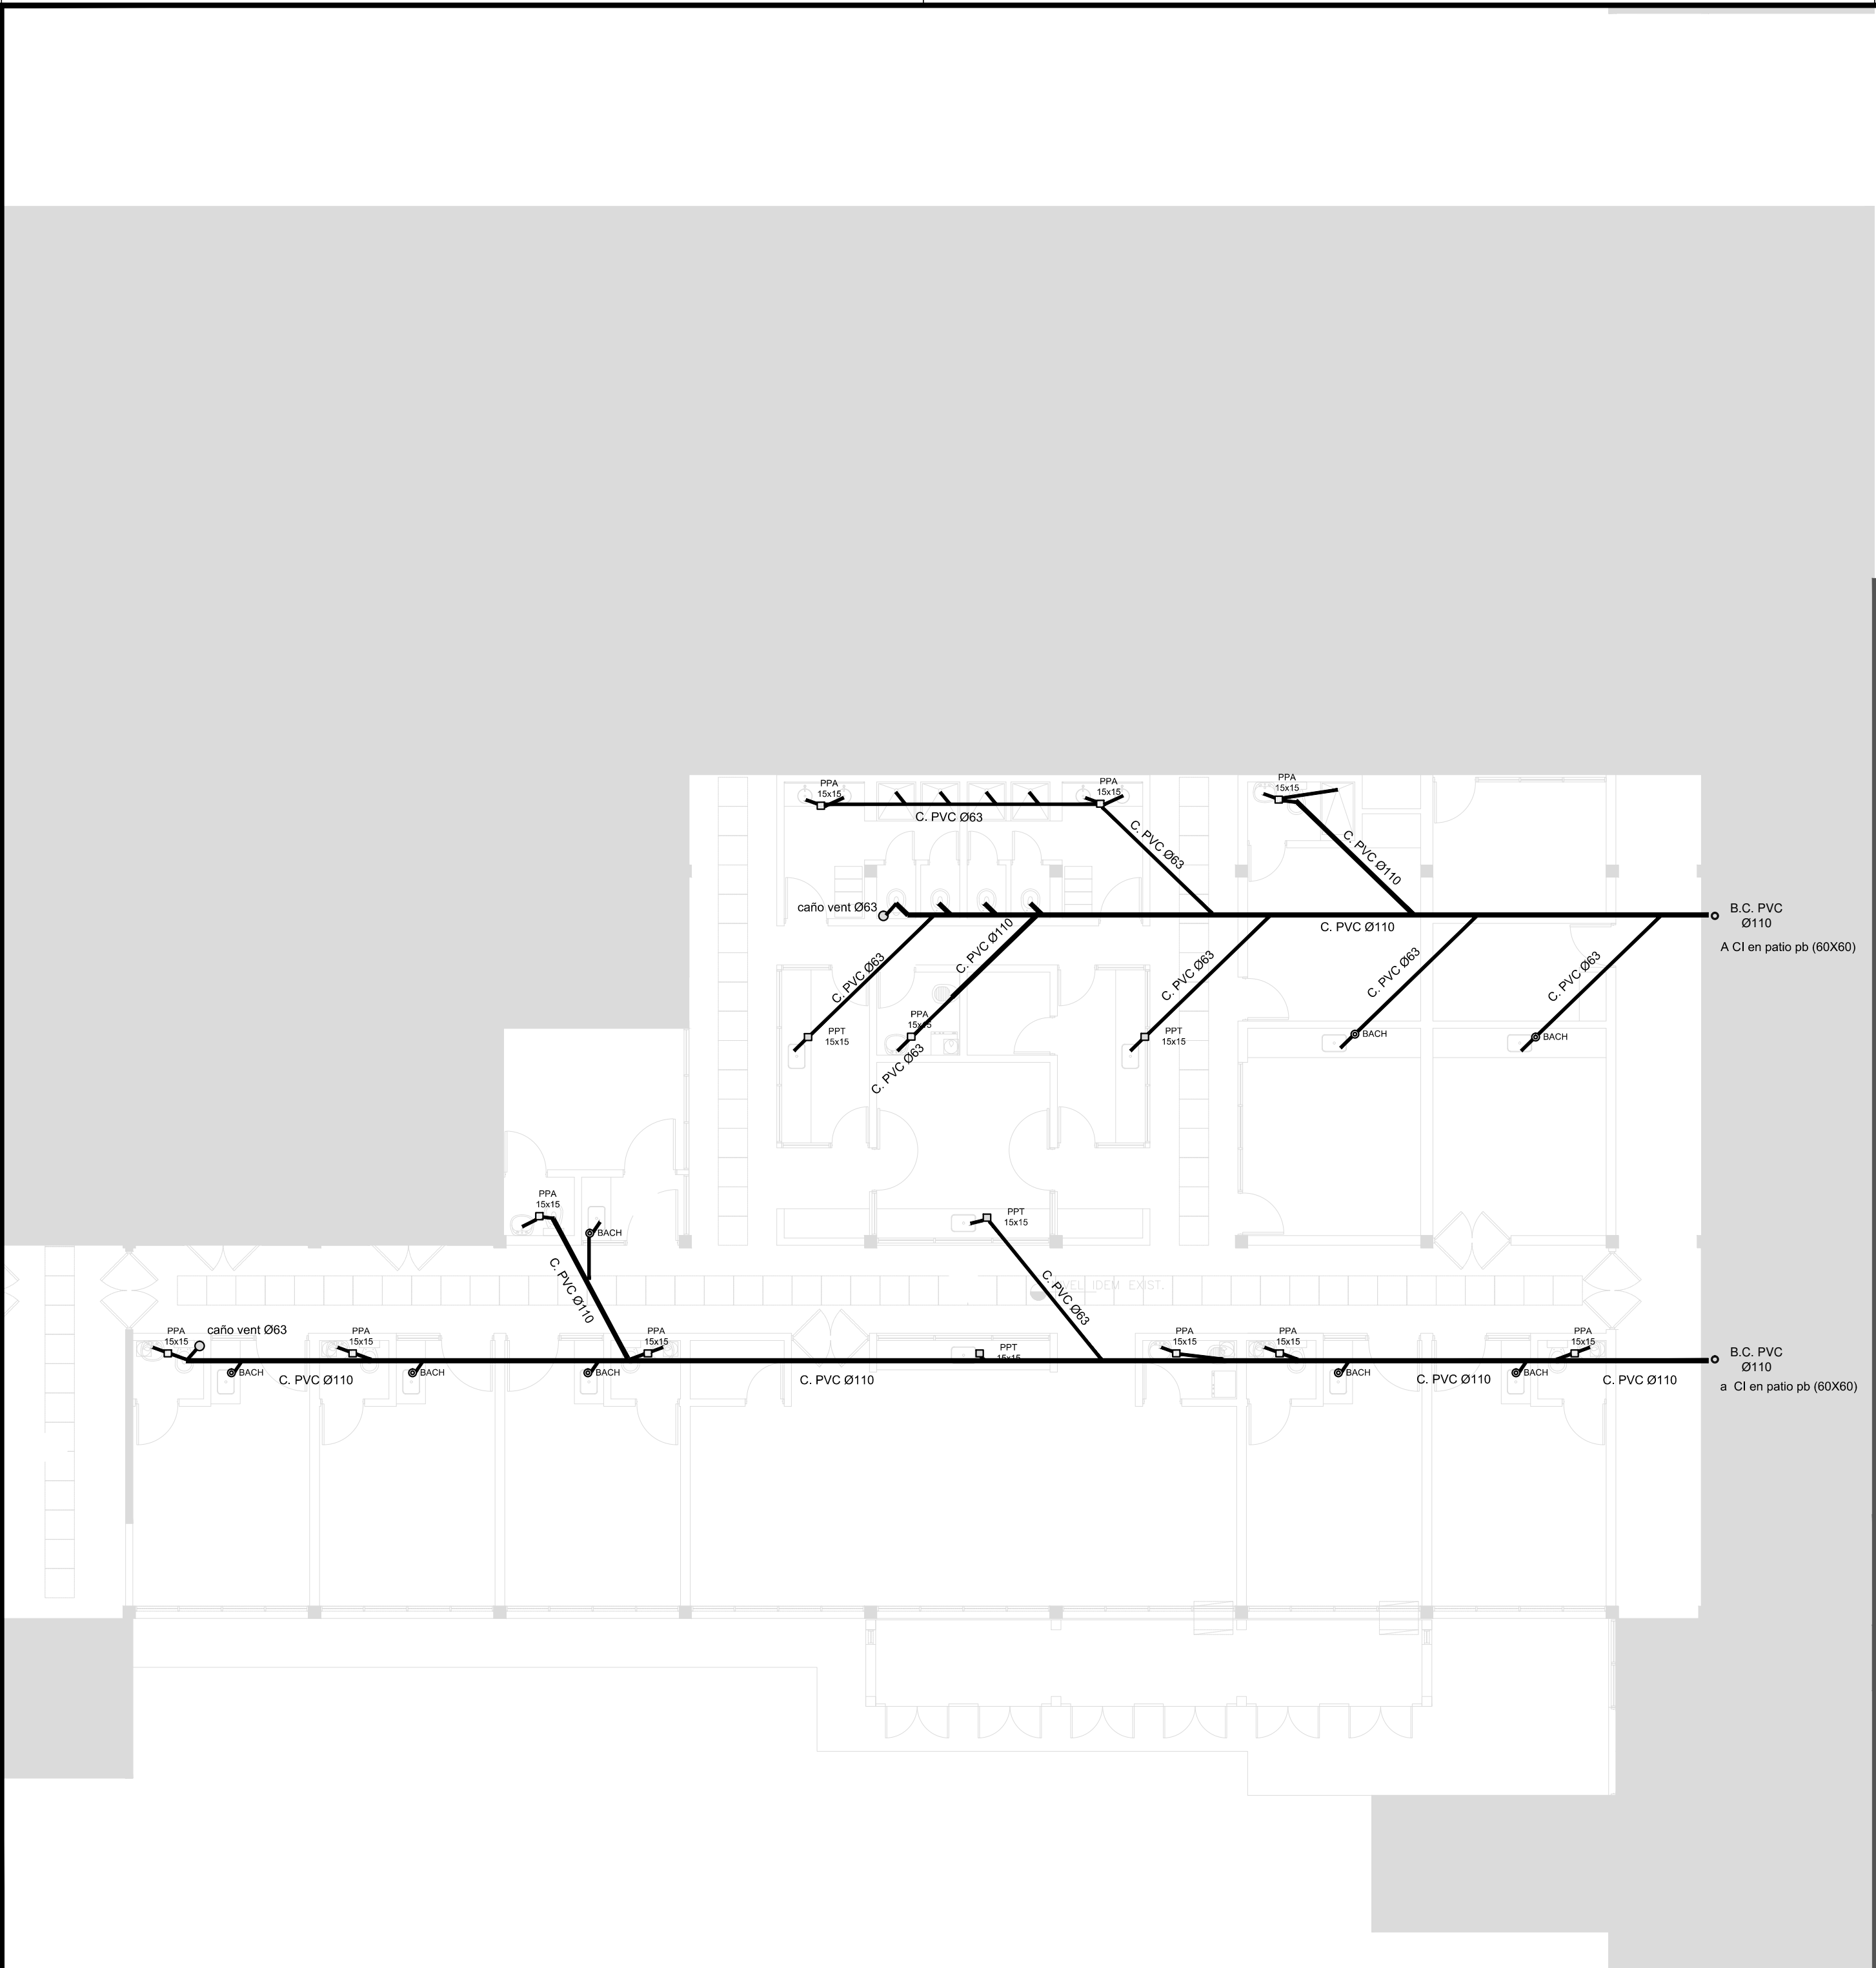 PPA
15x15
PPA
15x15
PPA
15x15
C. PVC Ø63
C. PVC Ø63
C. PVC Ø110
caño vent Ø63
B.C. PVC
Ø110
C. PVC Ø110
A CI en patio pb (60X60)
C. PVC Ø63
C. PVC Ø110
C. PVC Ø63
C. PVC Ø63
C. PVC Ø63
PPA
15x15
PPT
15x15
PPT
15x15
BACH
BACH
C. PVC Ø63
PPA
15x15
BACH
PPT
15x15
C. PVC Ø110
C. PVC Ø63
IDEM EXIST.
PPA
15x15
caño vent Ø63
PPA
15x15
PPA
15x15
PPT
15x15
PPA
15x15
PPA
15x15
PPA
15x15
B.C. PVC
Ø110
BACH
C. PVC Ø110
BACH
BACH
C. PVC Ø110
BACH
C. PVC Ø110
BACH
C. PVC Ø110
a CI en patio pb (60X60)